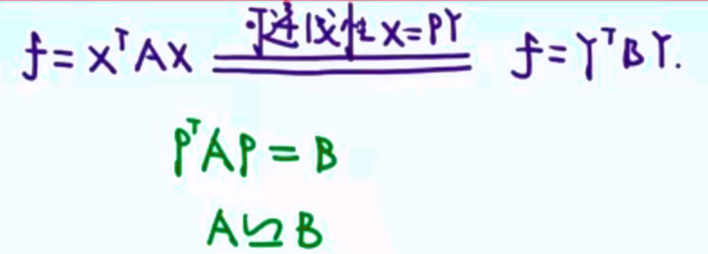 f=XᵀAX 可逆线性 X=PY f=YᵀBY.
PᵀAP=B
A≃B